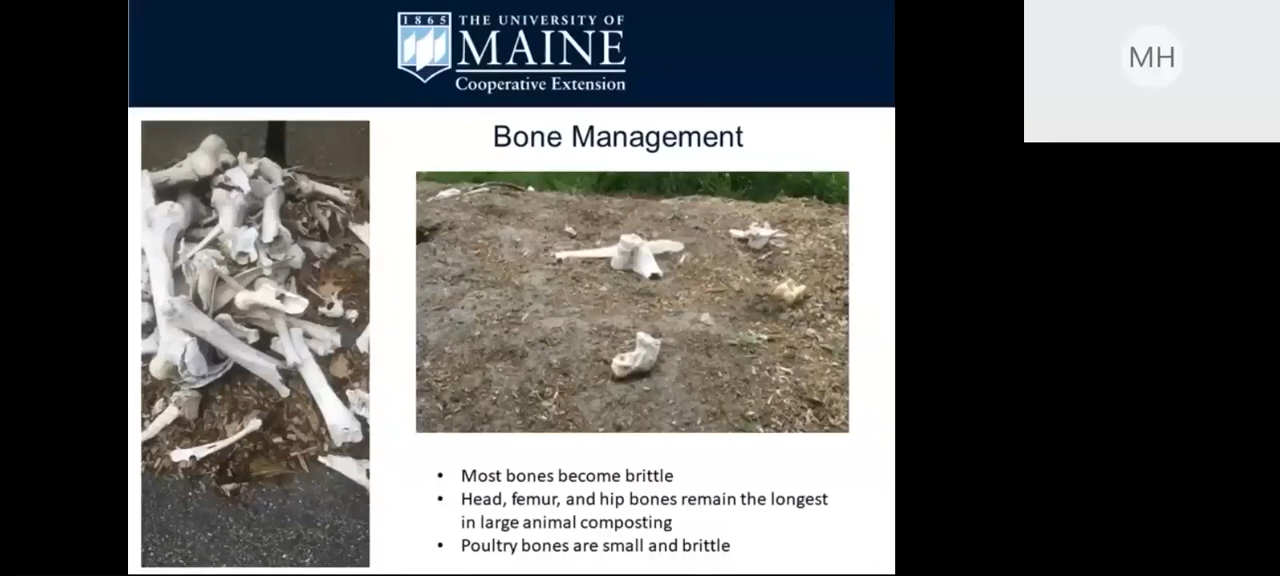 1865
THE UNIVERSITY OF
MAINE
Cooperative Extension
MH
Bone Management
• Most bones become brittle
• Head, femur, and hip bones remain the longest
in large animal composting
• Poultry bones are small and brittle